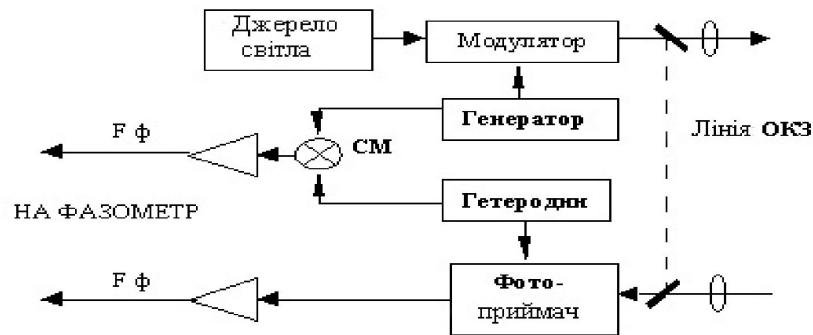 Джерело
світла
Модулятор
Генератор
Лінія ОКЗ
F ф
СМ
НА ФАЗОМЕТР
Гетеродин
F ф
Фото-
приймач